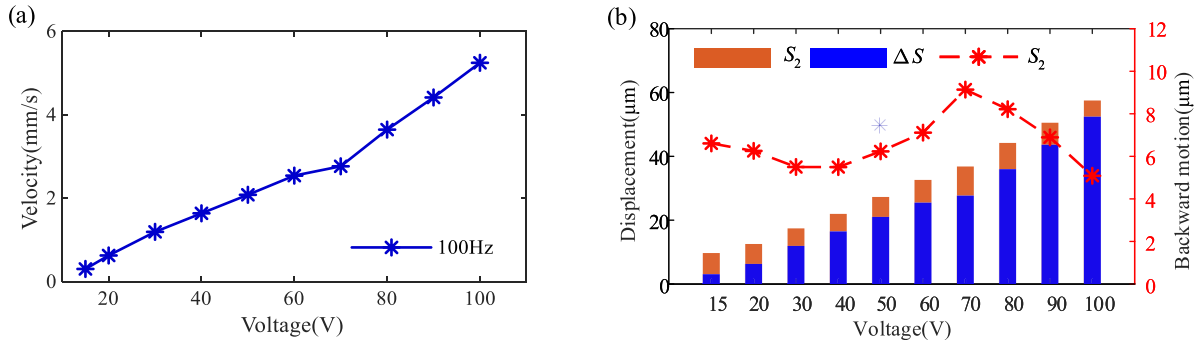 (a)
6
4
2
0
Velocity(mm/s)
100Hz
20 40 60 80 100
Voltage(V)
(b)
80
60
40
20
0
Displacement(μm)
S2 ΔS S2
12
10
8
6
4
2
0
Backward motion(μm)
15 20 30 40 50 60 70 80 90 100
Voltage(V)